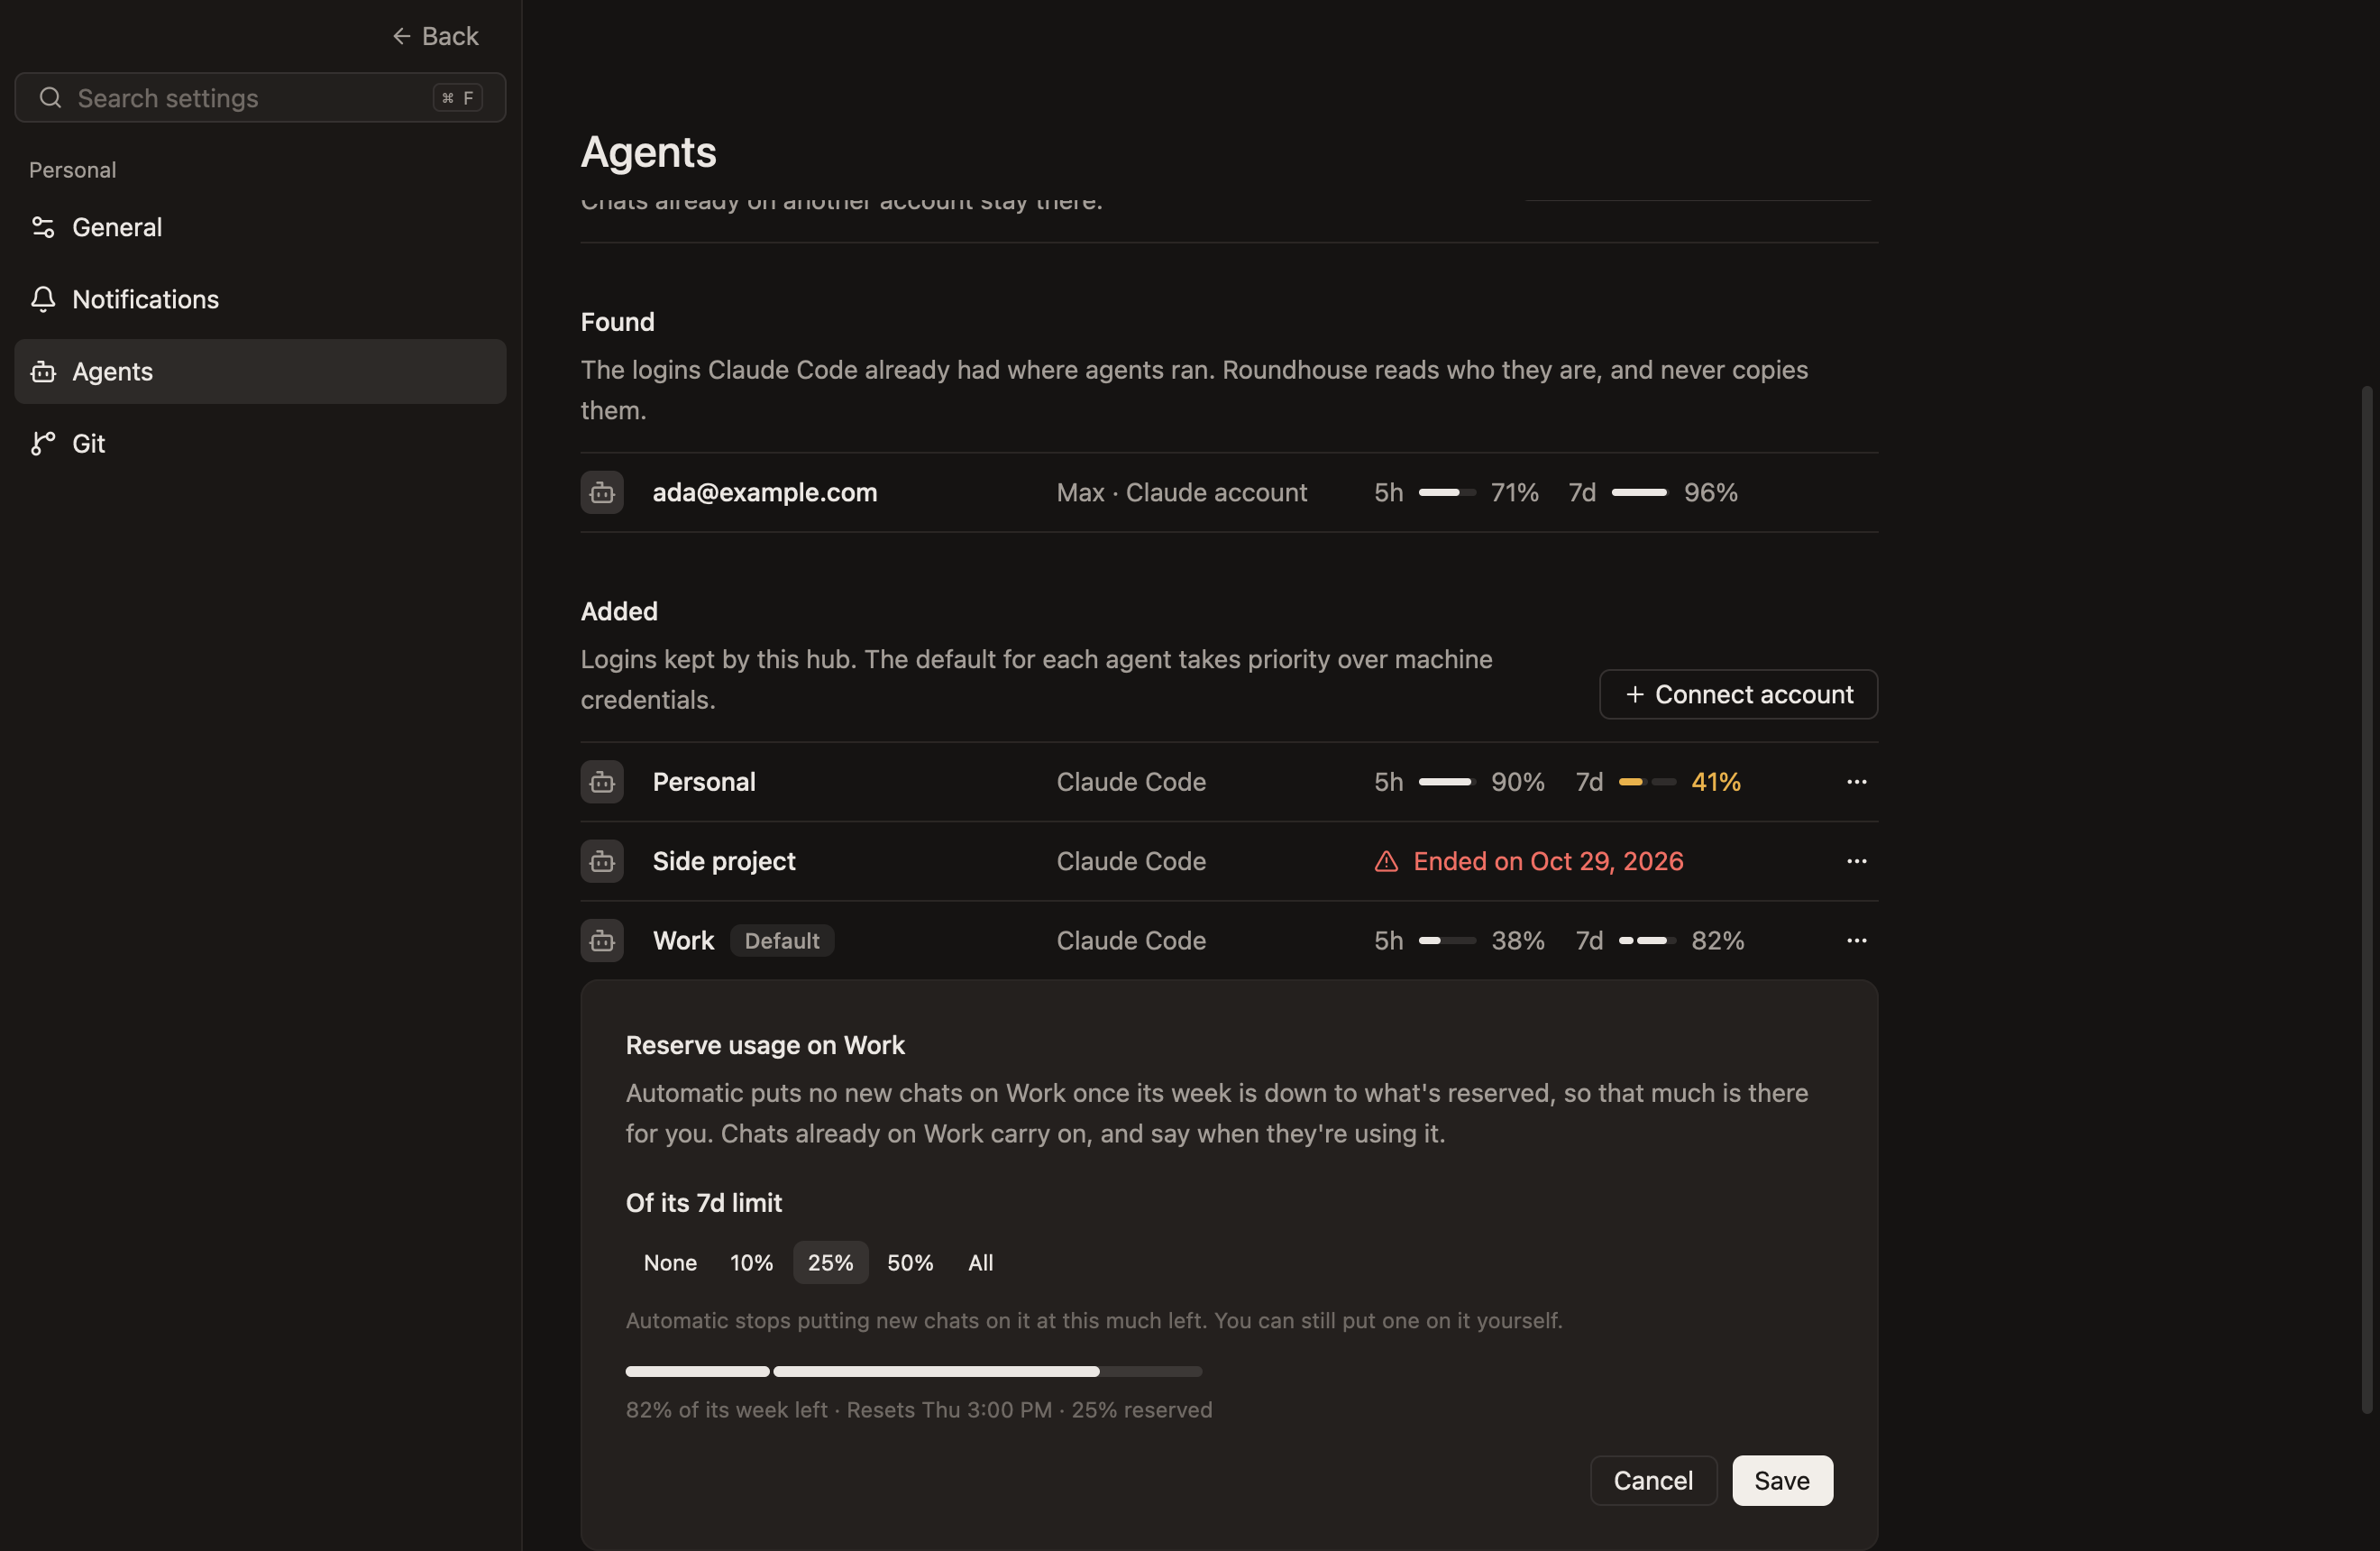 Back
Search settings
⌘ F
Personal
General
Notifications
Agents
Git
Agents
Chats already on another account stay there.
Found
The logins Claude Code already had where agents ran. Roundhouse reads who they are, and never copies
them.
ada@example.com Max · Claude account 5h 71% 7d 96%
Added
Logins kept by this hub. The default for each agent takes priority over machine
credentials.
+ Connect account
Personal Claude Code 5h 90% 7d 41% ···
Side project Claude Code Ended on Oct 29, 2026 ···
Work Default Claude Code 5h 38% 7d 82% ···
Reserve usage on Work
Automatic puts no new chats on Work once its week is down to what's reserved, so that much is there
for you. Chats already on Work carry on, and say when they're using it.
Of its 7d limit
None 10% 25% 50% All
Automatic stops putting new chats on it at this much left. You can still put one on it yourself.
82% of its week left · Resets Thu 3:00 PM · 25% reserved
Cancel Save